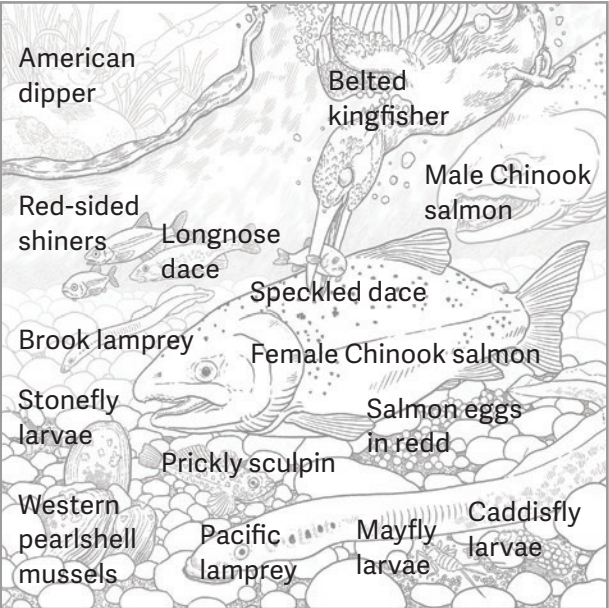 American
dipper
Belted
kingfisher
Male Chinook
salmon
Red-sided
shiners
Longnose
dace
Speckled dace
Brook lamprey
Female Chinook salmon
Stonefly
larvae
Salmon eggs
in redd
Prickly sculpin
Western
pearlshell
mussels
Pacific
lamprey
Mayfly
larvae
Caddisfly
larvae